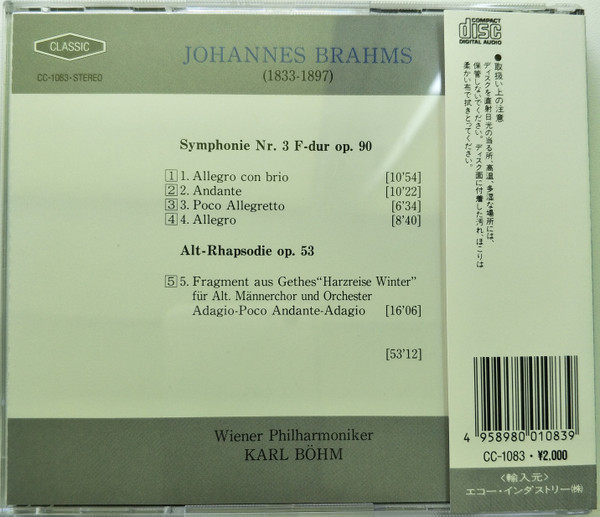 CLASSIC
CC-1083・STEREO
JOHANNES BRAHMS
(1833-1897)
Symphonie Nr. 3 F-dur op. 90
1 1. Allegro con brio [10'54]
2 2. Andante [10'22]
3 3. Poco Allegretto [6'34]
4 4. Allegro [8'40]
Alt-Rhapsodie op. 53
5 5. Fragment aus Gethes“Harzreise Winter”
für Alt. Männerchor und Orchester
Adagio-Poco Andante-Adagio [16'06]
[53'12]
Wiener Philharmoniker
KARL BÖHM
COMPACT
disc
DIGITAL AUDIO
●取扱い上の注意
ディスクを直射日光の当る所、高温、多湿な場所には、
保管しないでください。ディスク面に付着した汚れ、ほこりは
柔かい布で拭きとってください。
4 958980 010839
CC-1083・¥2,000
〈輸入元〉
エコー・インダストリー㈱